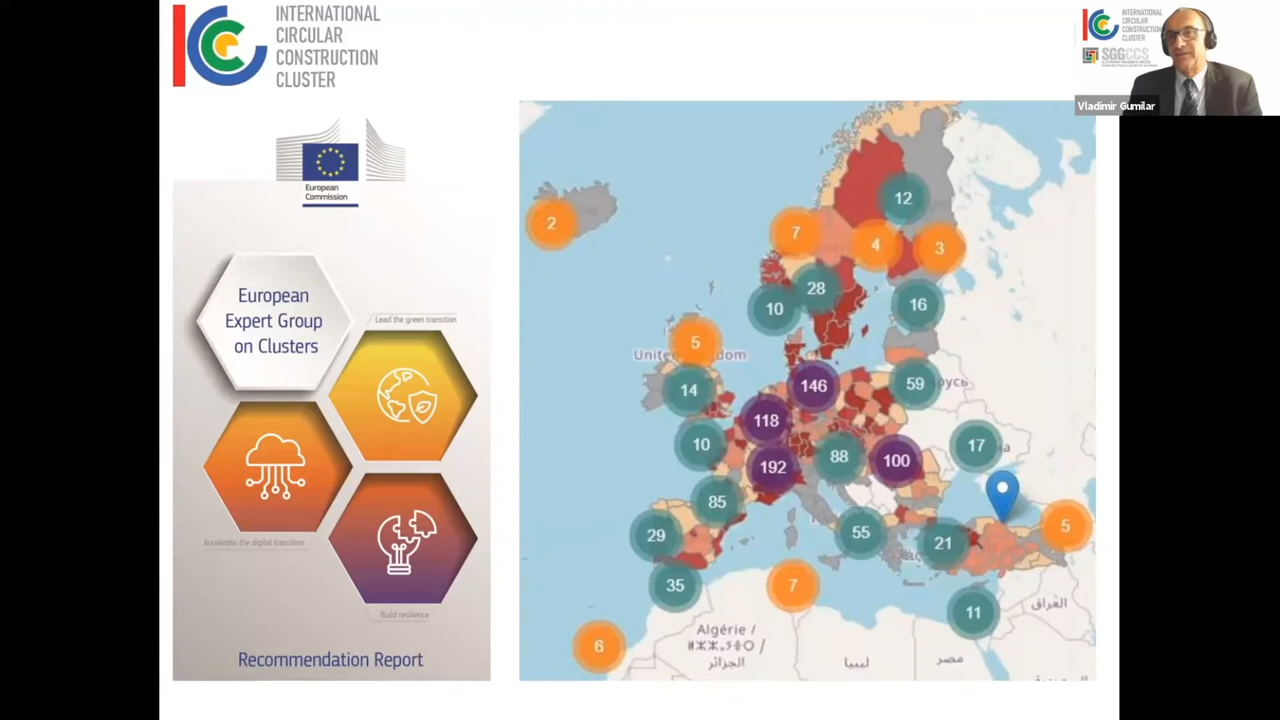 INTERNATIONAL
CIRCULAR
CONSTRUCTION
CLUSTER
INTERNATIONAL
CIRCULAR
CONSTRUCTION
CLUSTER
SGGCCS
Vladimir Gumilar
European
Commission
European
Expert Group
on Clusters
Lead the green transition
Accelerate the digital transition
Build resilience
Recommendation Report
2
12
7
4
3
28
10
16
5
14
146
59
118
10
88
100
17
192
85
29
55
21
5
35
7
11
6
Algérie /
الجزائر
ليبيا
مصر
العراق